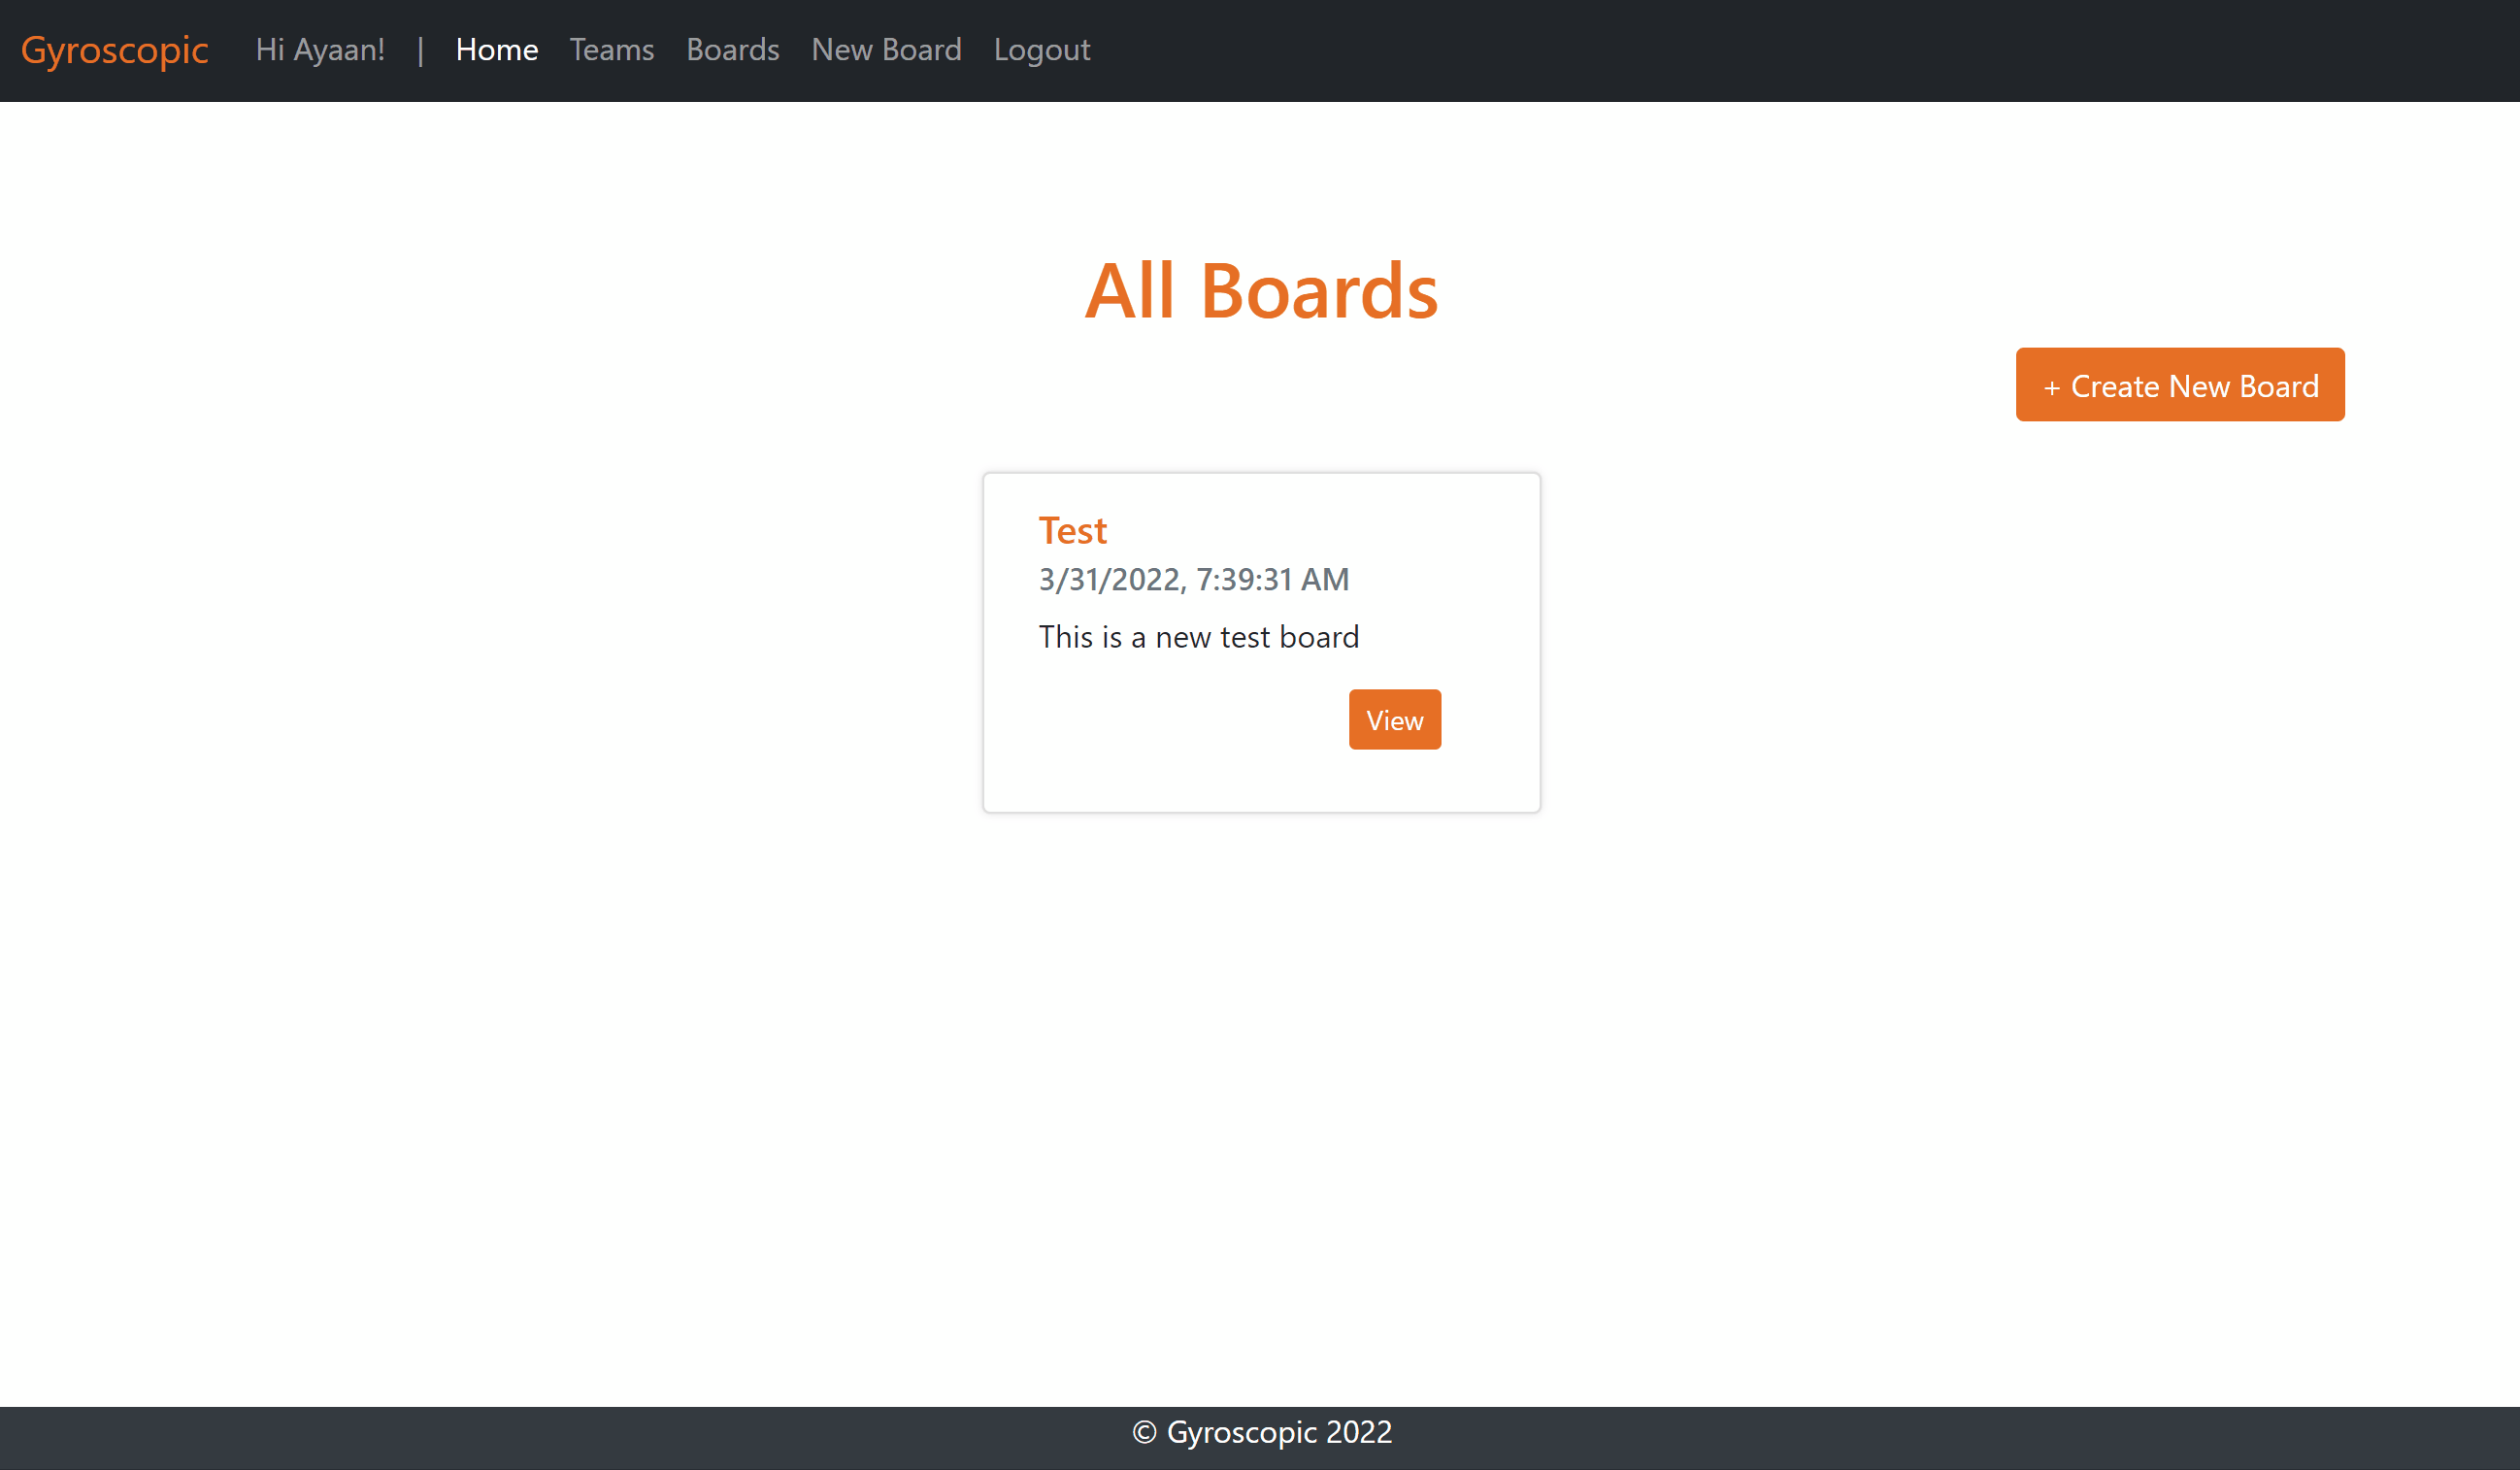 Gyroscopic Hi Ayaan! | Home Teams Boards New Board Logout
All Boards
+ Create New Board
Test
3/31/2022, 7:39:31 AM
This is a new test board
View
© Gyroscopic 2022